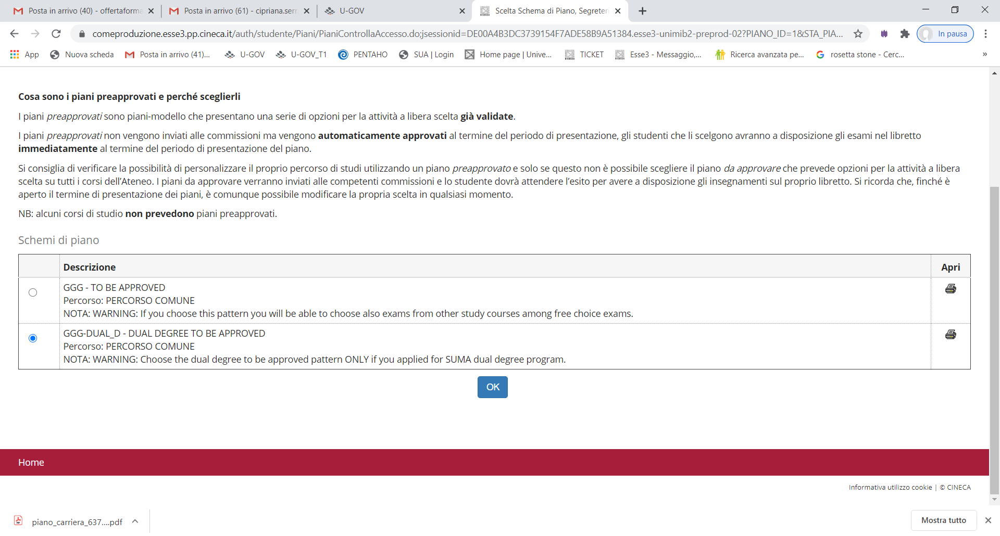 Posta in arrivo (40) - offertaforma
Posta in arrivo (61) - cipriana.serr
U-GOV
Scelta Schema di Piano, Segreteri
comeproduzione.esse3.pp.cineca.it/auth/studente/Piani/PianiControllaAccesso.do;jsessionid=DE00A4B3DC3739154F7ADE58B9A51384.esse3-unimib2-preprod-02?PIANO_ID=1&STA_PIA...
In pausa
App
Nuova scheda
Posta in arrivo (41)...
U-GOV
U-GOV_T1
PENTAHO
SUA | Login
Home page | Unive...
TICKET
Esse3 - Messaggio,...
Ricerca avanzata pe...
rosetta stone - Cerc...
»
Cosa sono i piani preapprovati e perché sceglierli
I piani preapprovati sono piani-modello che presentano una serie di opzioni per la attività a libera scelta già validate.
I piani preapprovati non vengono inviati alle commissioni ma vengono automaticamente approvati al termine del periodo di presentazione, gli studenti che li scelgono avranno a disposizione gli esami nel libretto
immediatamente al termine del periodo di presentazione del piano.
Si consiglia di verificare la possibilità di personalizzare il proprio percorso di studi utilizzando un piano preapprovato e solo se questo non è possibile scegliere il piano da approvare che prevede opzioni per la attività a libera
scelta su tutti i corsi dell'Ateneo. I piani da approvare verranno inviati alle competenti commissioni e lo studente dovrà attendere l'esito per avere a disposizione gli insegnamenti sul proprio libretto. Si ricorda che, finché è
aperto il termine di presentazione dei piani, è comunque possibile modificare la propria scelta in qualsiasi momento.
NB: alcuni corsi di studio non prevedono piani preapprovati.
Schemi di piano
Descrizione
Apri
GGG - TO BE APPROVED
Percorso: PERCORSO COMUNE
NOTA: WARNING: If you choose this pattern you will be able to choose also exams from other study courses among free choice exams.
GGG-DUAL_D - DUAL DEGREE TO BE APPROVED
Percorso: PERCORSO COMUNE
NOTA: WARNING: Choose the dual degree to be approved pattern ONLY if you applied for SUMA dual degree program.
OK
Home
Informativa utilizzo cookie | © CINECA
piano_carriera_637....pdf
Mostra tutto